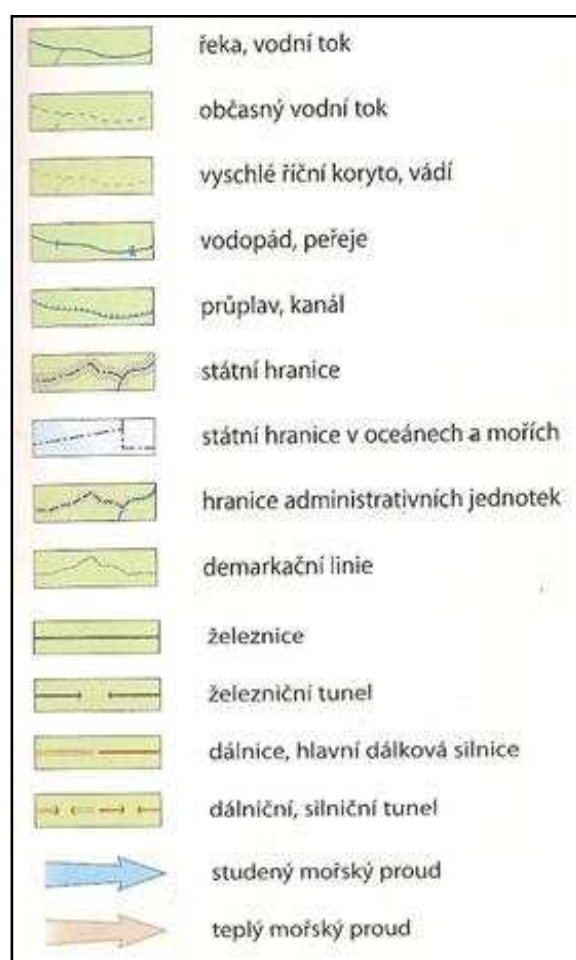 řeka, vodní tok
občasný vodní tok
vyschlé říční koryto, vádí
vodopád, peřeje
průplav, kanál
státní hranice
státní hranice v oceánech a mořích
hranice administrativních jednotek
demarkační linie
železnice
železniční tunel
dálnice, hlavní dálková silnice
dálniční, silniční tunel
studený mořský proud
teplý mořský proud